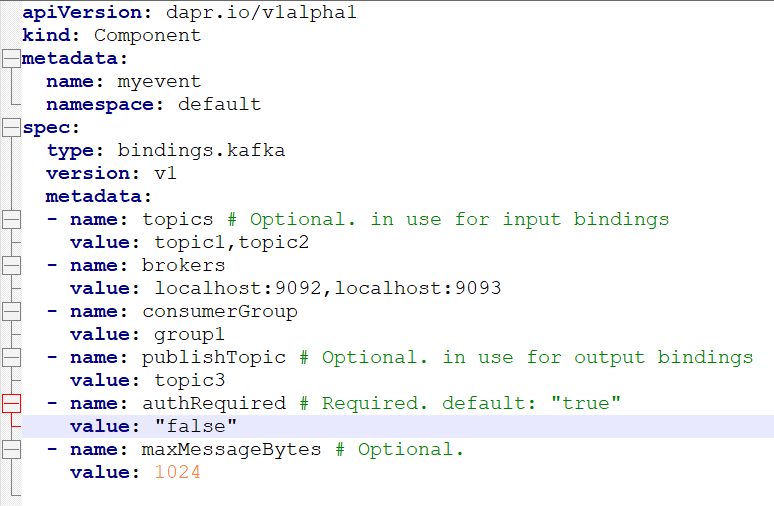 apiVersion: dapr.io/v1alpha1
kind: Component
metadata:
  name: myevent
  namespace: default
spec:
  type: bindings.kafka
  version: v1
  metadata:
  - name: topics # Optional. in use for input bindings
    value: topic1,topic2
  - name: brokers
    value: localhost:9092,localhost:9093
  - name: consumerGroup
    value: group1
  - name: publishTopic # Optional. in use for output bindings
    value: topic3
  - name: authRequired # Required. default: "true"
    value: "false"
  - name: maxMessageBytes # Optional.
    value: 1024